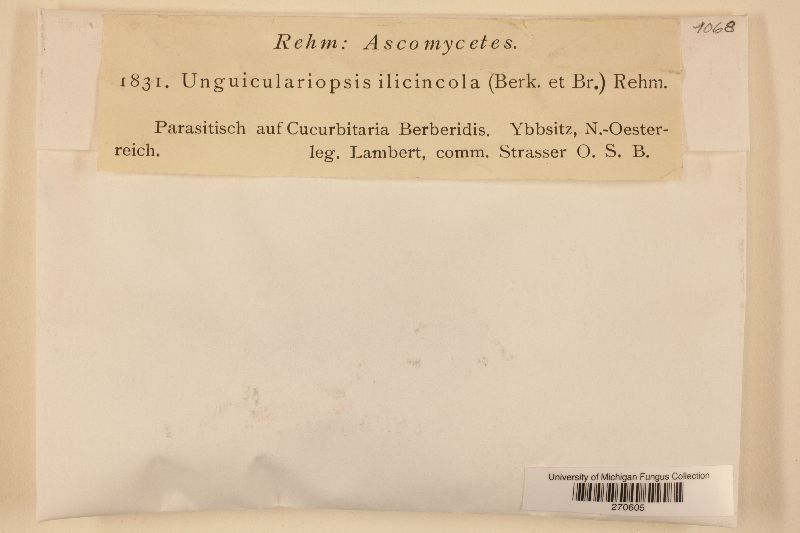 1068
Rehm: Ascomycetes.
1831. Unguiculariopsis ilicincola (Berk. et Br.) Rehm.
Parasitisch auf Cucurbitaria Berberidis. Ybbsitz, N.-Oester-
reich. leg. Lambert, comm. Strasser O. S. B.
University of Michigan Fungus Collection
270605